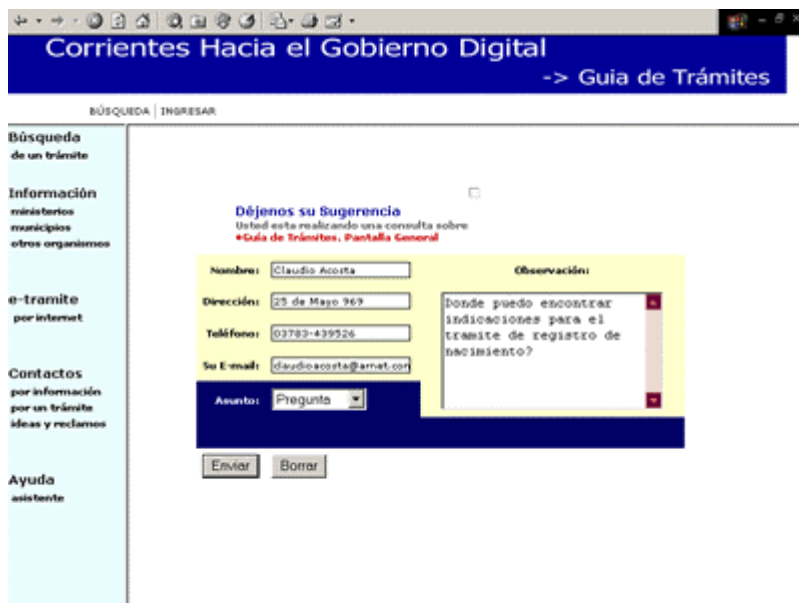 Corrientes Hacia el Gobierno Digital
-> Guia de Trámites
BÚSQUEDA | INGRESAR
Búsqueda
de un trámite
Información
ministerios
municipios
otros organismos
e-tramite
por internet
Contactos
por información
por un trámite
ideas y reclamos
Ayuda
asistente
Déjenos su Sugerencia
Usted esta realizando una consulta sobre
*Guía de Trámites, Pantalla General
Nombre: Claudio Acosta
Dirección: 25 de Mayo 969
Teléfono: 03783-439526
Su E-mail: claudioacosta@arnet.com
Asunto: Pregunta
Observación:
Donde puedo encontrar
indicaciones para el
tramite de registro de
nacimiento?
Enviar Borrar